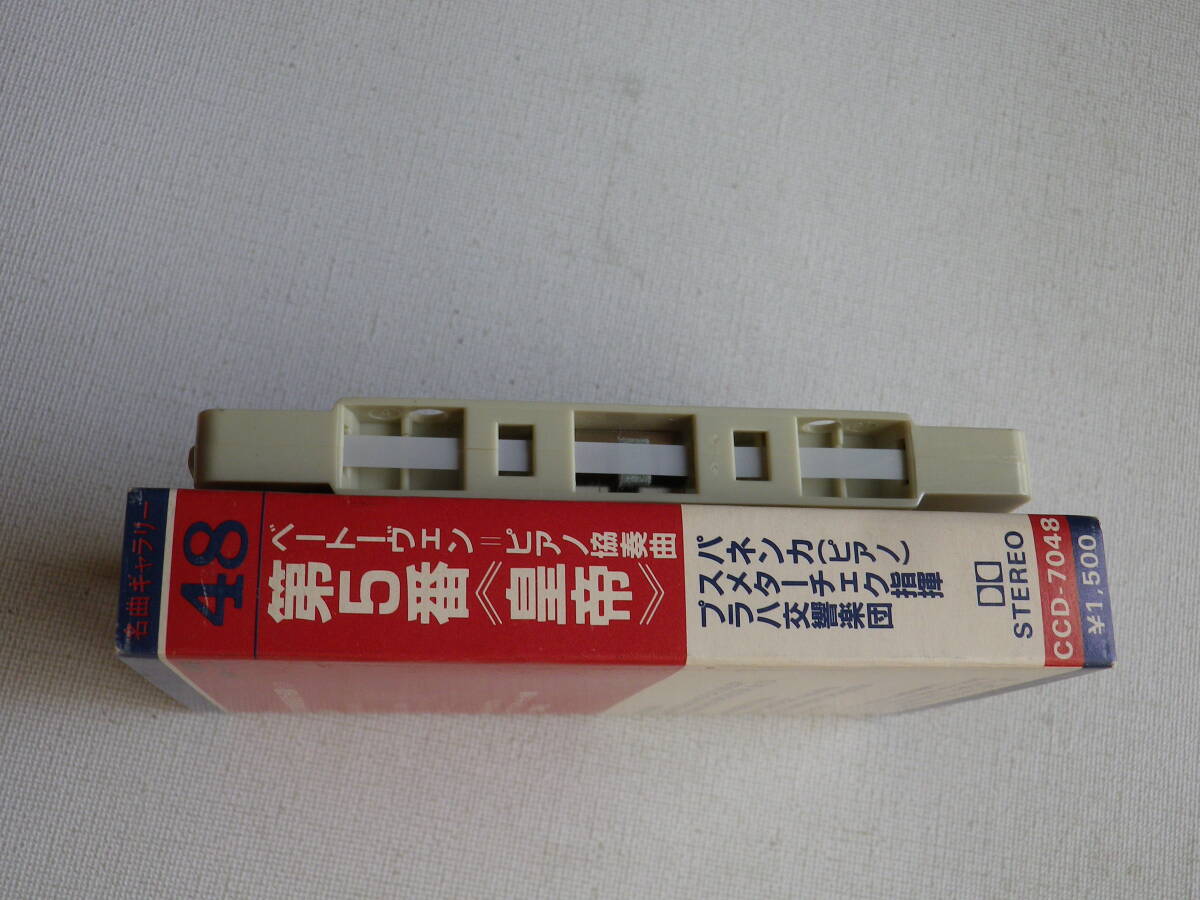 名曲ギャラリー
48
ベートーヴェン＝ピアノ協奏曲
第5番《皇帝》
パネンカ(ピアノ)
スメターチェク指揮
プラハ交響楽団
STEREO
CCD-7048
¥1,500